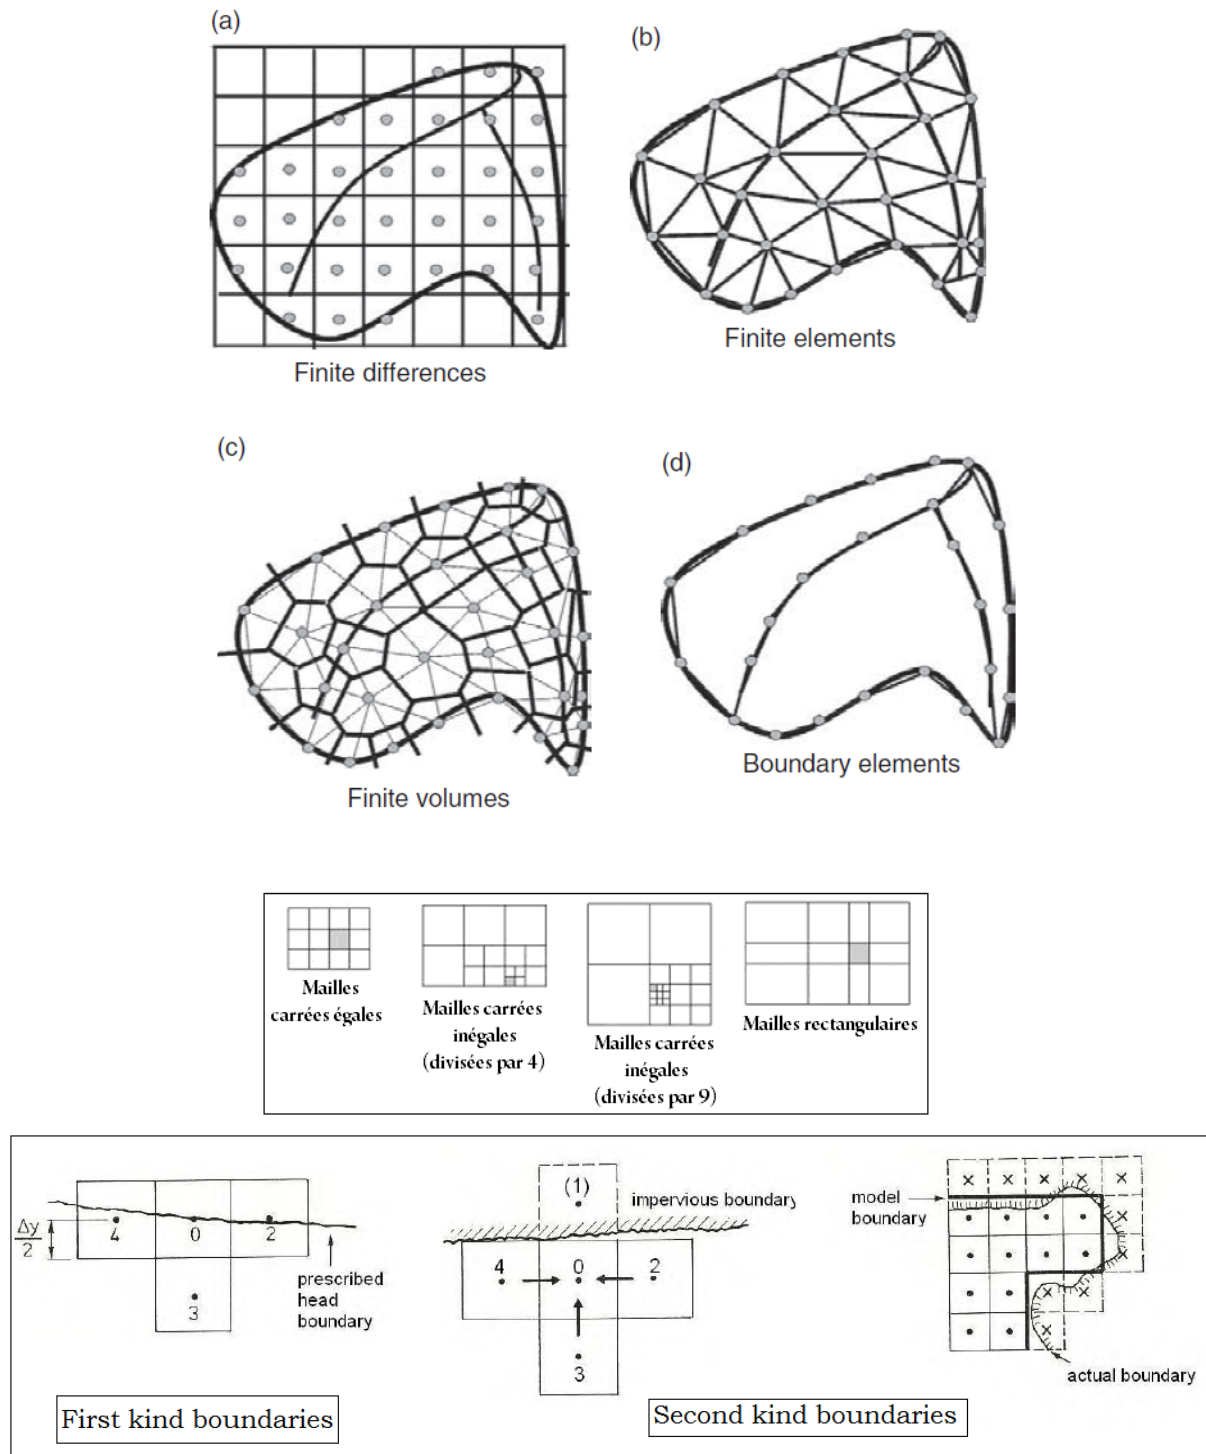 (a)
(b)
Finite differences
Finite elements
(c)
(d)
Finite volumes
Boundary elements
Mailles
carrées égales
Mailles carrées
inégales
(divisées par 4)
Mailles carrées
inégales
(divisées par 9)
Mailles rectangulaires
Δy
2
4
0
2
3
prescribed
head
boundary
First kind boundaries
(1)
impervious boundary
4
0
2
3
model
boundary
actual boundary
Second kind boundaries